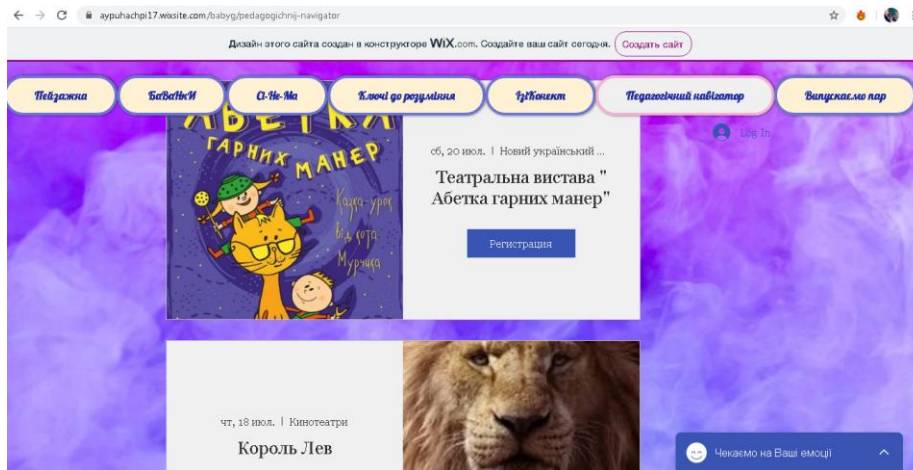 aypuhachpi17.wixsite.com/babyg/pedagogichnij-navigator
Дизайн этого сайта создан в конструкторе WiX.com. Создайте ваш сайт сегодня. Создать сайт
Пейзажна БаВаНкИ Сі-Не-Ма Ключі до розуміння ІзіКонект Педагогічний навігатор Випускаємо пар
Log In
АБЕТКА
ГАРНИХ МАНЕР
Казка-урок
від кота
Мурчика
сб, 20 июл. | Новий український ...
Театральна вистава "
Абетка гарних манер"
Регистрация
чт, 18 июл. | Кинотеатри
Король Лев
Чекаємо на Ваші емоції